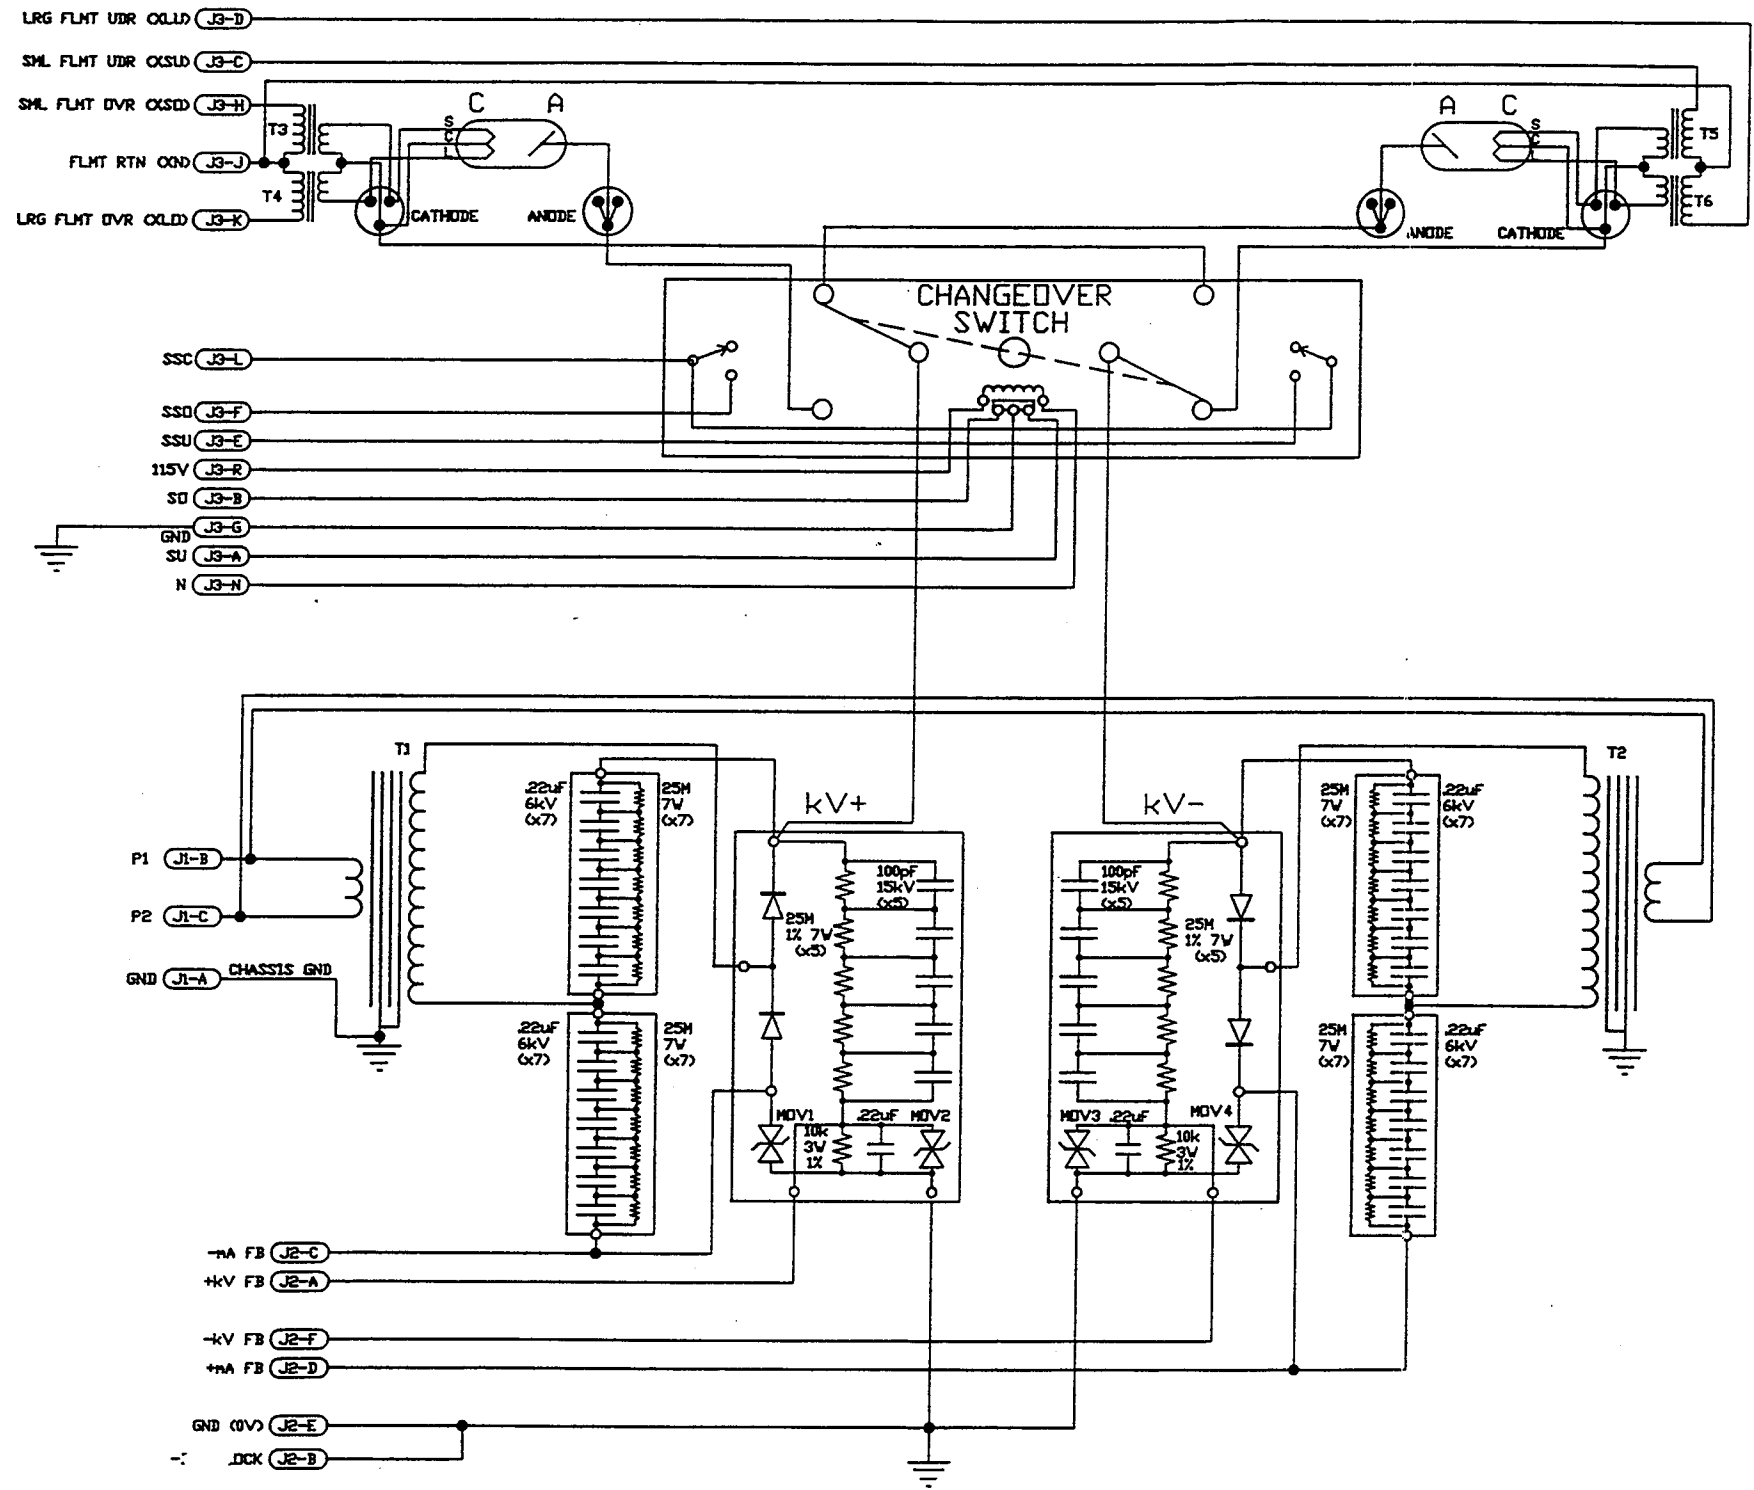 LRG FLMT UDR (XLU) J3-D
SML FLMT UDR (XSU) J3-C
SML FLMT OVR (XSO) J3-H
FLMT RTN (XN) J3-J
LRG FLMT OVR (XLO) J3-K
T3
T4
C A
S
C
L
CATHODE
ANODE
A C
S
C
L
T5
T6
ANODE
CATHODE
CHANGEOVER
SWITCH
SSC J3-L
SSO J3-F
SSU J3-E
115V J3-R
SO J3-B
J3-G
GND
SU J3-A
N J3-N
T1
.22uF
6kV
(x7)
25M
7W
(x7)
kV+
kV-
25M
7W
(x7)
.22uF
6kV
(x7)
T2
P1 J1-B
P2 J1-C
GND J1-A
CHASSIS GND
100pF
15kV
(x5)
25M
1% 7W
(x5)
100pF
15kV
(x5)
25M
1% 7W
(x5)
.22uF
6kV
(x7)
25M
7W
(x7)
25M
7W
(x7)
.22uF
6kV
(x7)
MOV1
10k
3W
1%
.22uF
MOV2
MOV3
.22uF
10k
3W
1%
MOV4
-mA FB J2-C
+kV FB J2-A
-kV FB J2-F
+mA FB J2-D
GND (0V) J2-E
J2-B